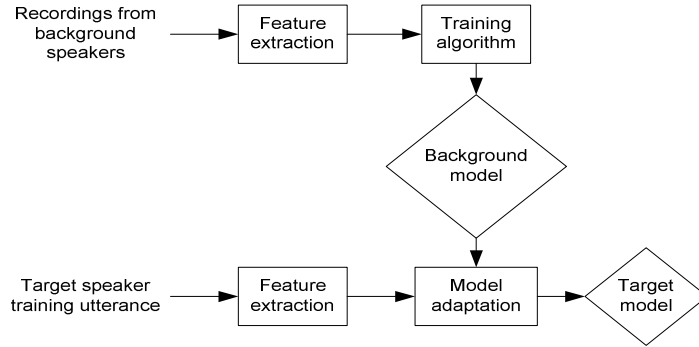 Recordings from
background
speakers
Feature
extraction
Training
algorithm
Background
model
Target speaker
training utterance
Feature
extraction
Model
adaptation
Target
model